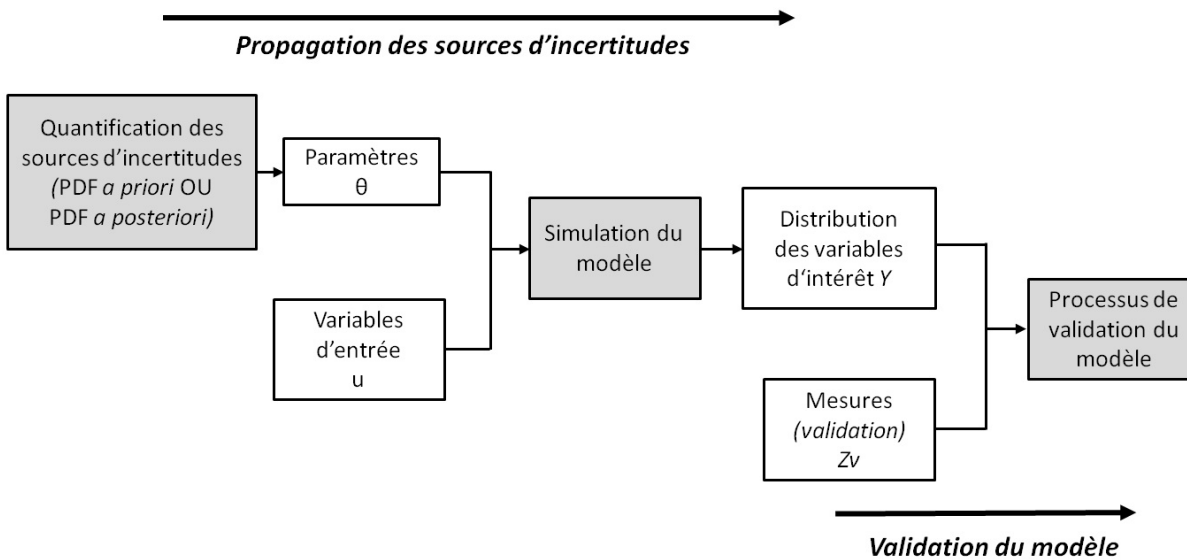 Propagation des sources d'incertitudes
Quantification des
sources d'incertitudes
(PDF a priori OU
PDF a posteriori)
Paramètres
θ
Variables
d'entrée
u
Simulation du
modèle
Distribution
des variables
d'intérêt Y
Mesures
(validation)
Zv
Processus de
validation du
modèle
Validation du modèle